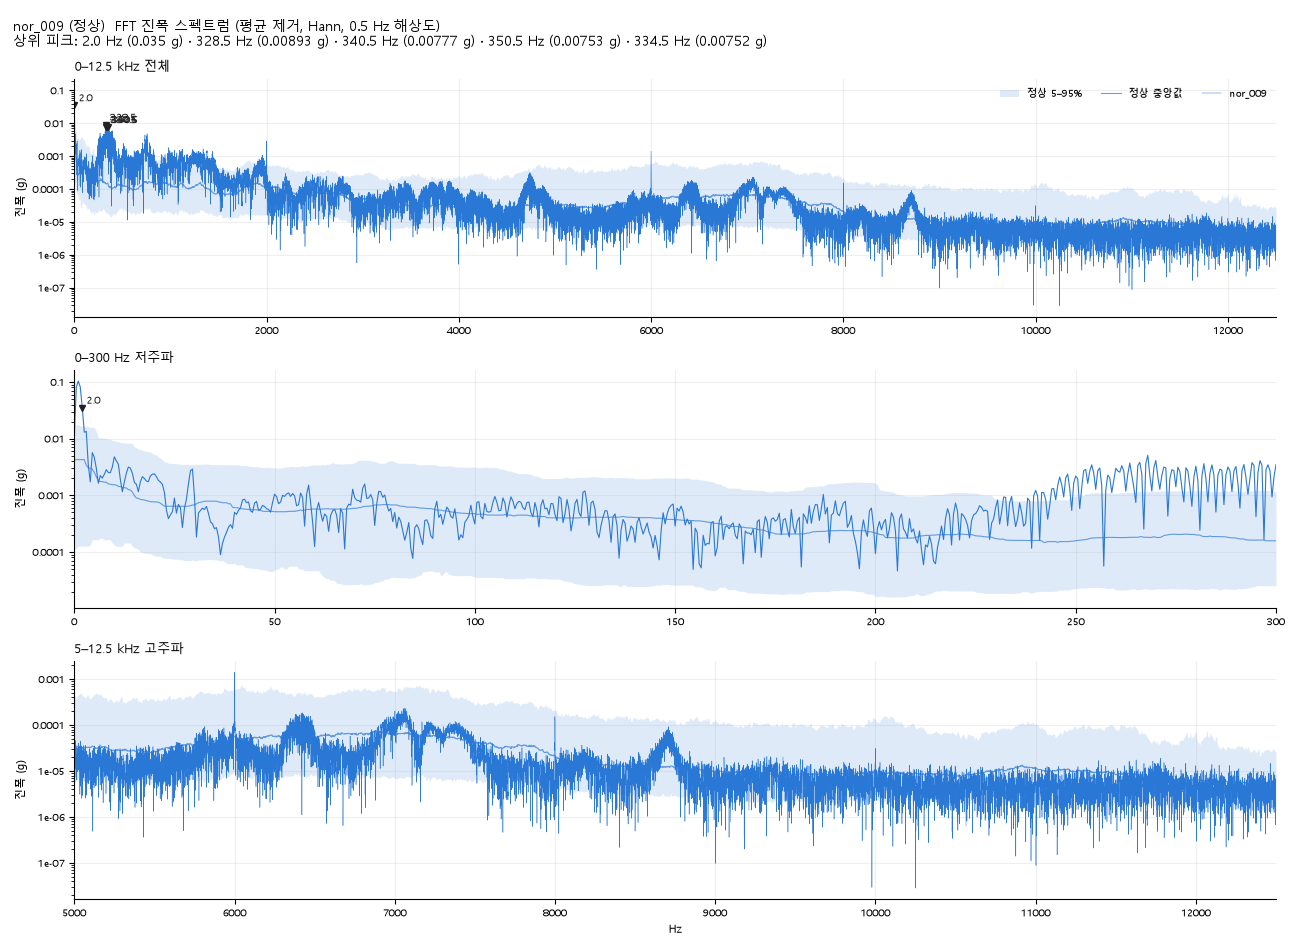 nor_009 (정상)  FFT 진폭 스펙트럼 (평균 제거, Hann, 0.5 Hz 해상도)
상위 피크: 2.0 Hz (0.035 g) · 328.5 Hz (0.00893 g) · 340.5 Hz (0.00777 g) · 350.5 Hz (0.00753 g) · 334.5 Hz (0.00752 g)
0–12.5 kHz 전체
정상 5–95%
정상 중앙값
nor_009
2.0
진폭 (g)
0.1
0.01
0.001
0.0001
1e-05
1e-06
1e-07
0
2000
4000
6000
8000
10000
12000
0–300 Hz 저주파
2.0
진폭 (g)
0.1
0.01
0.001
0.0001
0
50
100
150
200
250
300
5–12.5 kHz 고주파
진폭 (g)
0.001
0.0001
1e-05
1e-06
1e-07
5000
6000
7000
8000
9000
10000
11000
12000
Hz